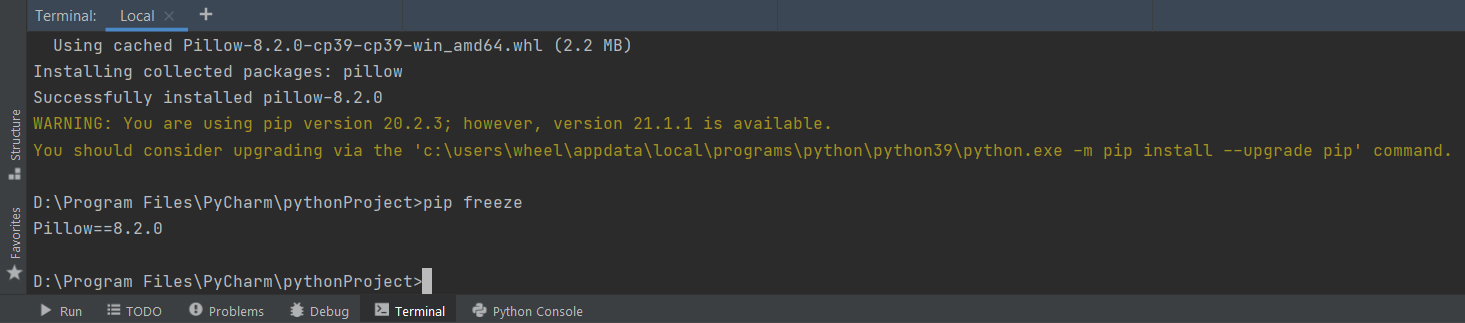 Terminal: Local × +
Using cached Pillow-8.2.0-cp39-cp39-win_amd64.whl (2.2 MB)
Installing collected packages: pillow
Successfully installed pillow-8.2.0
WARNING: You are using pip version 20.2.3; however, version 21.1.1 is available.
You should consider upgrading via the 'c:\users\wheel\appdata\local\programs\python\python39\python.exe -m pip install --upgrade pip' command.
D:\Program Files\PyCharm\pythonProject>pip freeze
Pillow==8.2.0
D:\Program Files\PyCharm\pythonProject>
Structure
Favorites
Run TODO Problems Debug Terminal Python Console